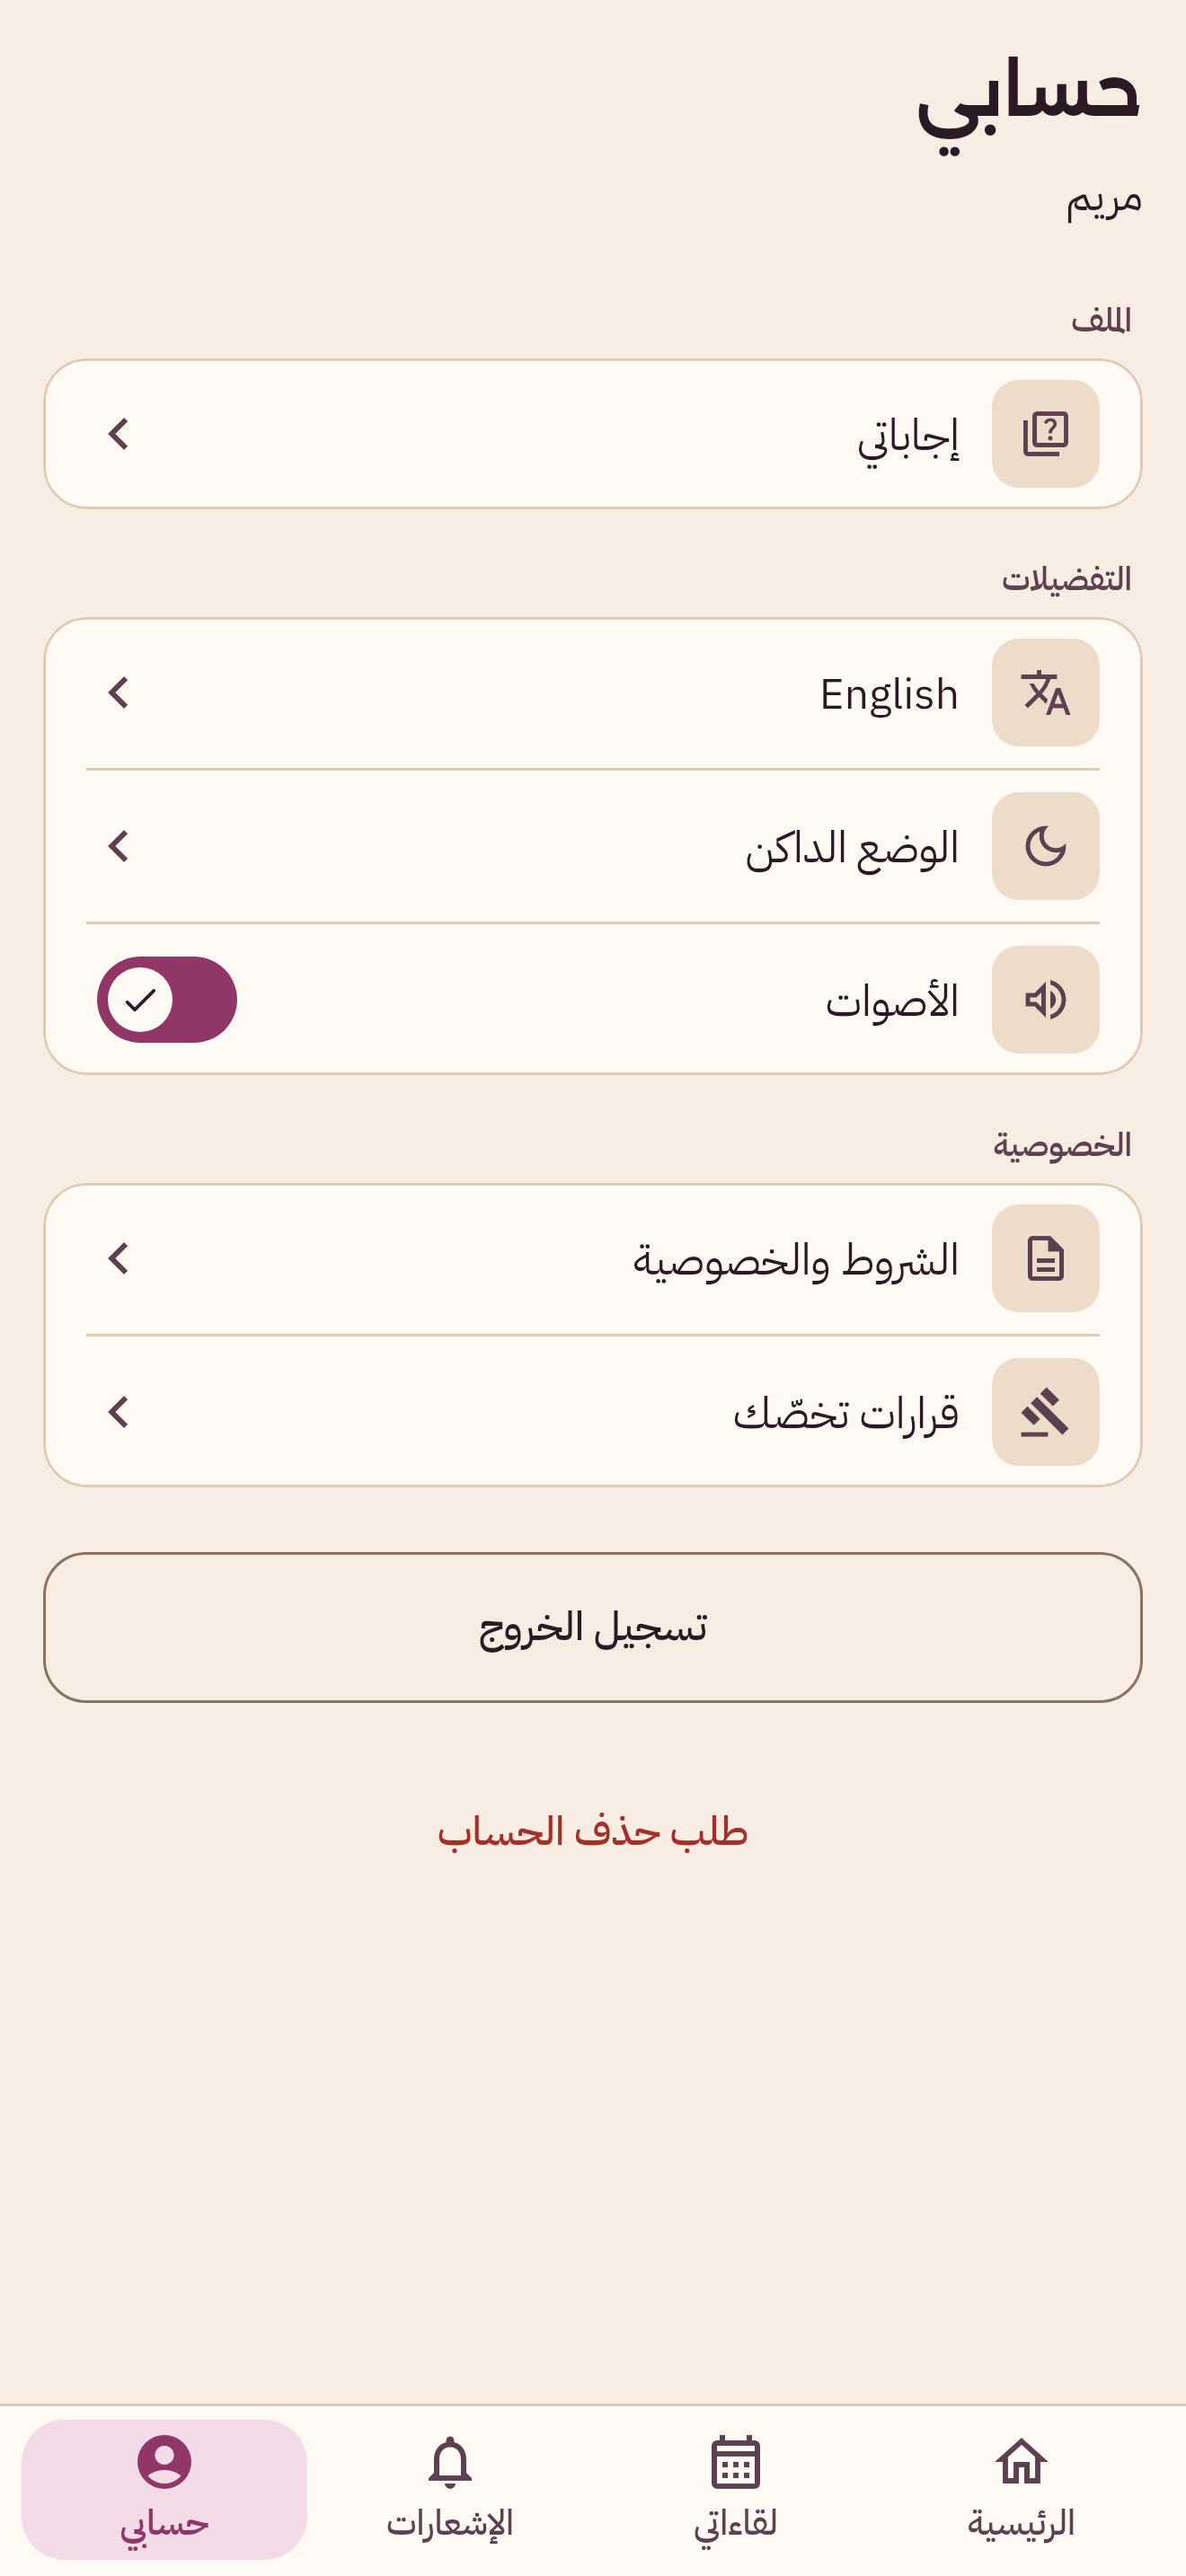 حسابي
مريم
الملف
إجاباتي
التفضيلات
English
الوضع الداكن
الأصوات
الخصوصية
الشروط والخصوصية
قرارات تخصّك
تسجيل الخروج
طلب حذف الحساب
الرئيسية
لقاءاتي
الإشعارات
حسابي